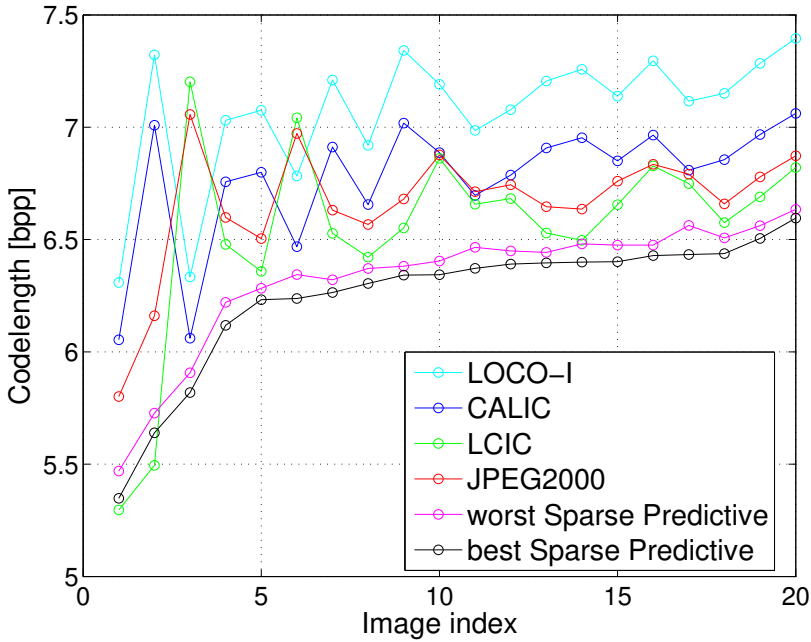 7.5
7
6.5
6
5.5
5
Codelength [bpp]
LOCO-I
CALIC
LCIC
JPEG2000
worst Sparse Predictive
best Sparse Predictive
0 5 10 15 20
Image index